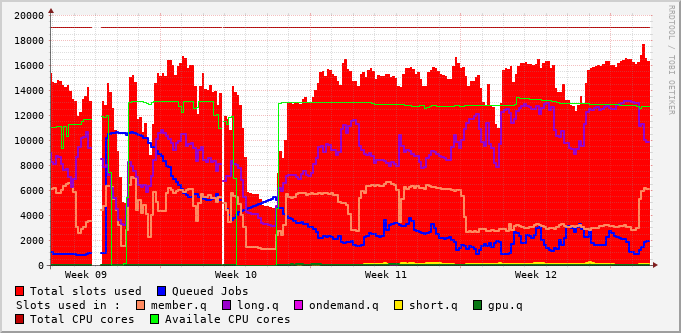 RRDTOOL / TOBI OETIKER
20000
18000
16000
14000
12000
10000
8000
6000
4000
2000
0
Week 09 Week 10 Week 11 Week 12
Total slots used Queued Jobs
Slots used in : member.q long.q ondemand.q short.q gpu.q
Total CPU cores Availale CPU cores